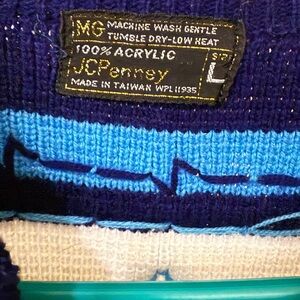 MG MACHINE WASH GENTLE
TUMBLE DRY-LOW HEAT
100% ACRYLIC
JCPenney
SIZE L
MADE IN TAIWAN WPL11935